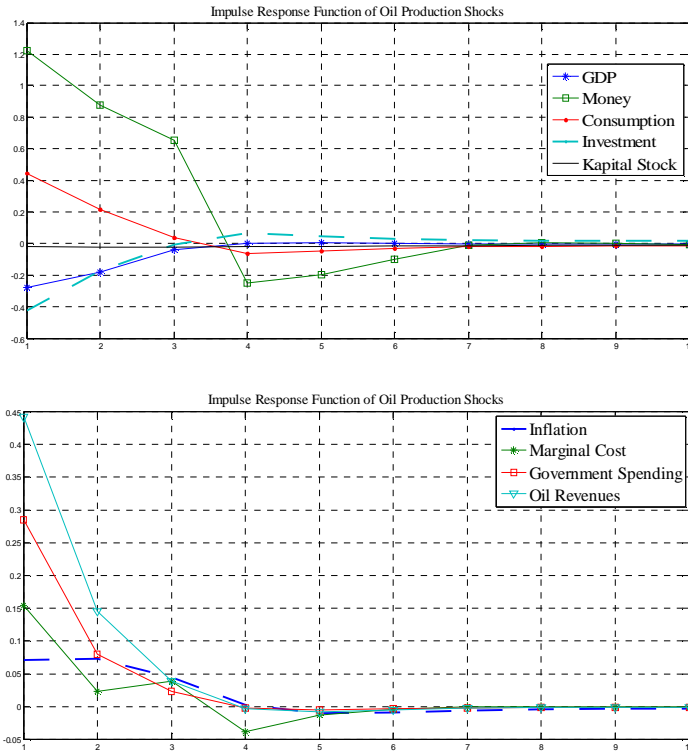 Impulse Response Function of Oil Production Shocks
1.4
1.2
1
0.8
0.6
0.4
0.2
0
-0.2
-0.4
-0.6
GDP
Money
Consumption
Investment
Kapital Stock
1 2 3 4 5 6 7 8 9 1
Impulse Response Function of Oil Production Shocks
0.45
0.4
0.35
0.3
0.25
0.2
0.15
0.1
0.05
0
-0.05
Inflation
Marginal Cost
Government Spending
Oil Revenues
1 2 3 4 5 6 7 8 9 1